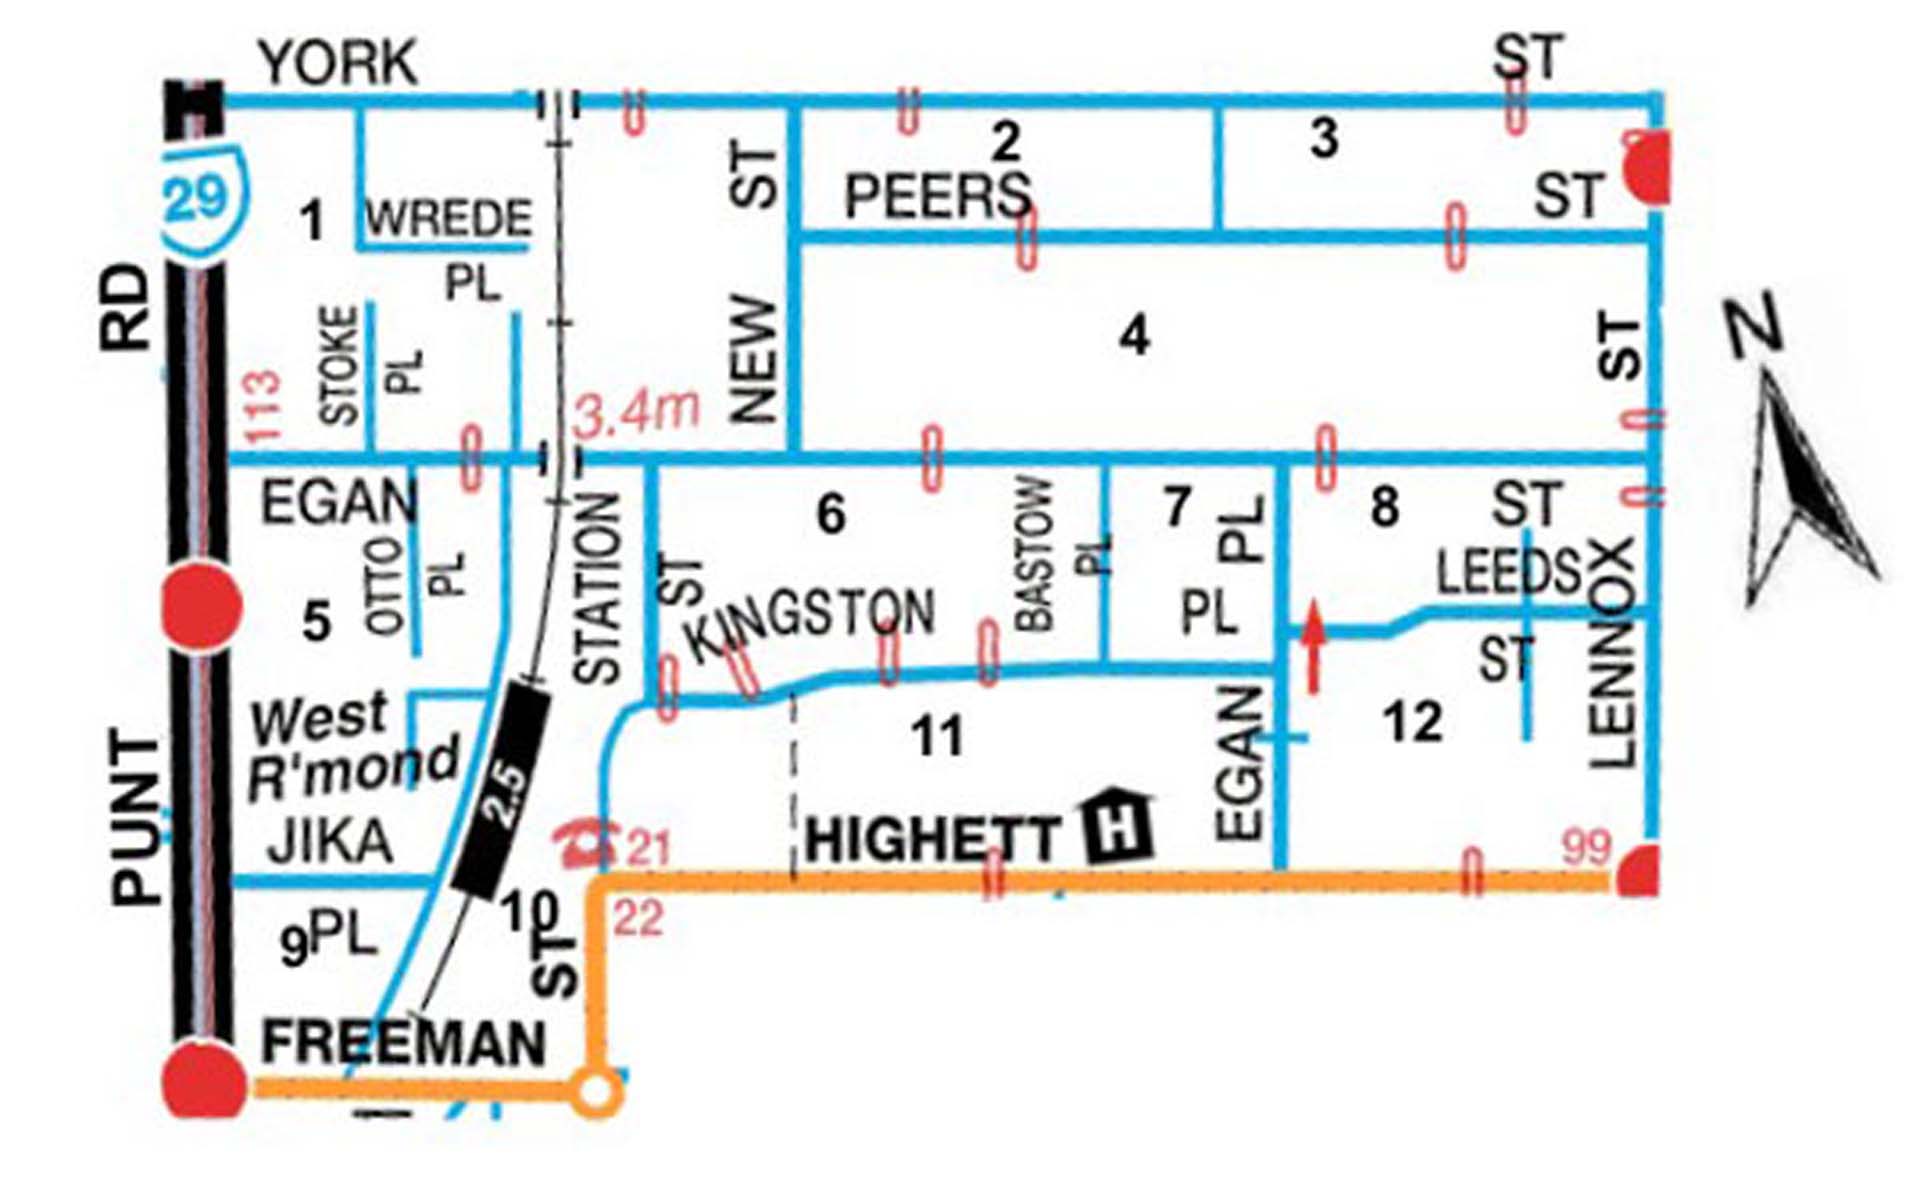 YORK ST
29
1
WREDE
PL
2
PEERS ST
3
RD
113
STOKE
PL
3.4m
NEW ST
4
ST
N
EGAN ST
OTTO
PL
5
STATION
ST
6
KINGSTON
BASTOW
PL
7
PL
PL
8
LEEDS
ST
LENNOX
West
R'mond
2.5
11
EGAN
12
PUNT
JIKA
PL
9
21
HIGHETT H
99
10
ST
22
FREEMAN